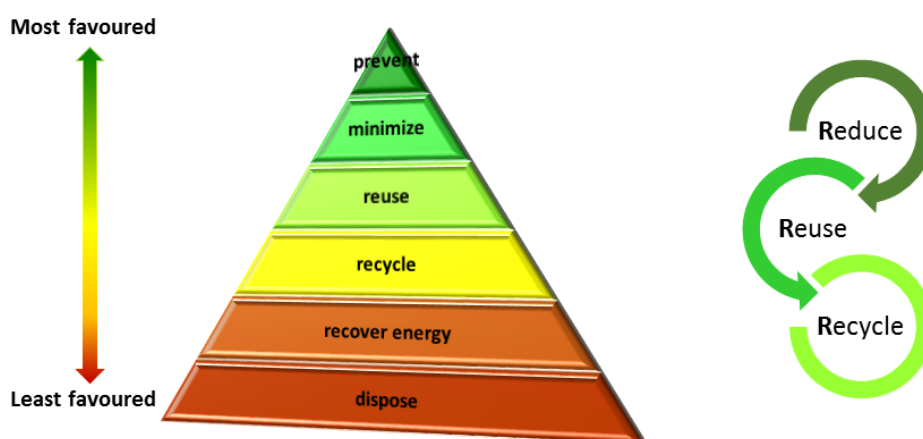 Most favoured
prevent
minimize
reuse
recycle
recover energy
dispose
Least favoured
Reduce
Reuse
Recycle